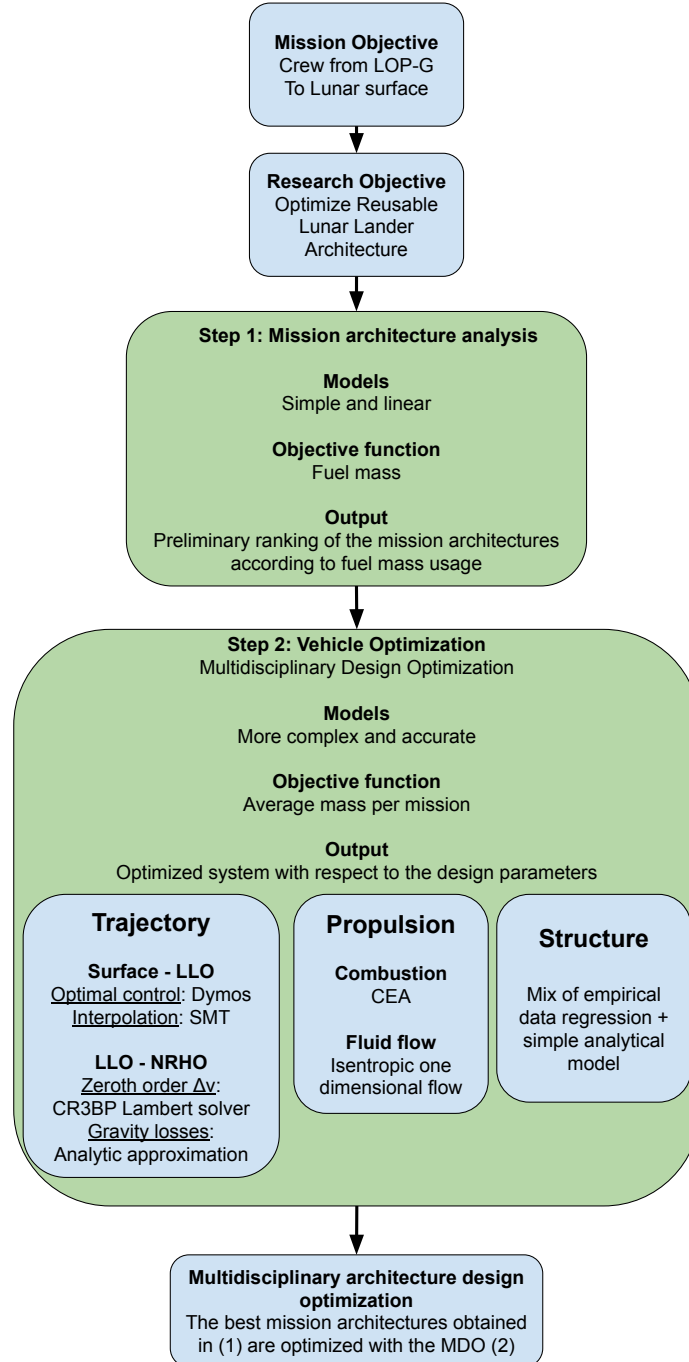 Mission Objective
Crew from LOP-G
To Lunar surface
Research Objective
Optimize Reusable
Lunar Lander
Architecture
Step 1: Mission architecture analysis
Models
Simple and linear
Objective function
Fuel mass
Output
Preliminary ranking of the mission architectures
according to fuel mass usage
Step 2: Vehicle Optimization
Multidisciplinary Design Optimization
Models
More complex and accurate
Objective function
Average mass per mission
Output
Optimized system with respect to the design parameters
Trajectory
Surface - LLO
Optimal control: Dymos
Interpolation: SMT
LLO - NRHO
Zeroth order Δv:
CR3BP Lambert solver
Gravity losses:
Analytic approximation
Propulsion
Combustion
CEA
Fluid flow
Isentropic one
dimensional flow
Structure
Mix of empirical
data regression +
simple analytical
model
Multidisciplinary architecture design
optimization
The best mission architectures obtained
in (1) are optimized with the MDO (2)